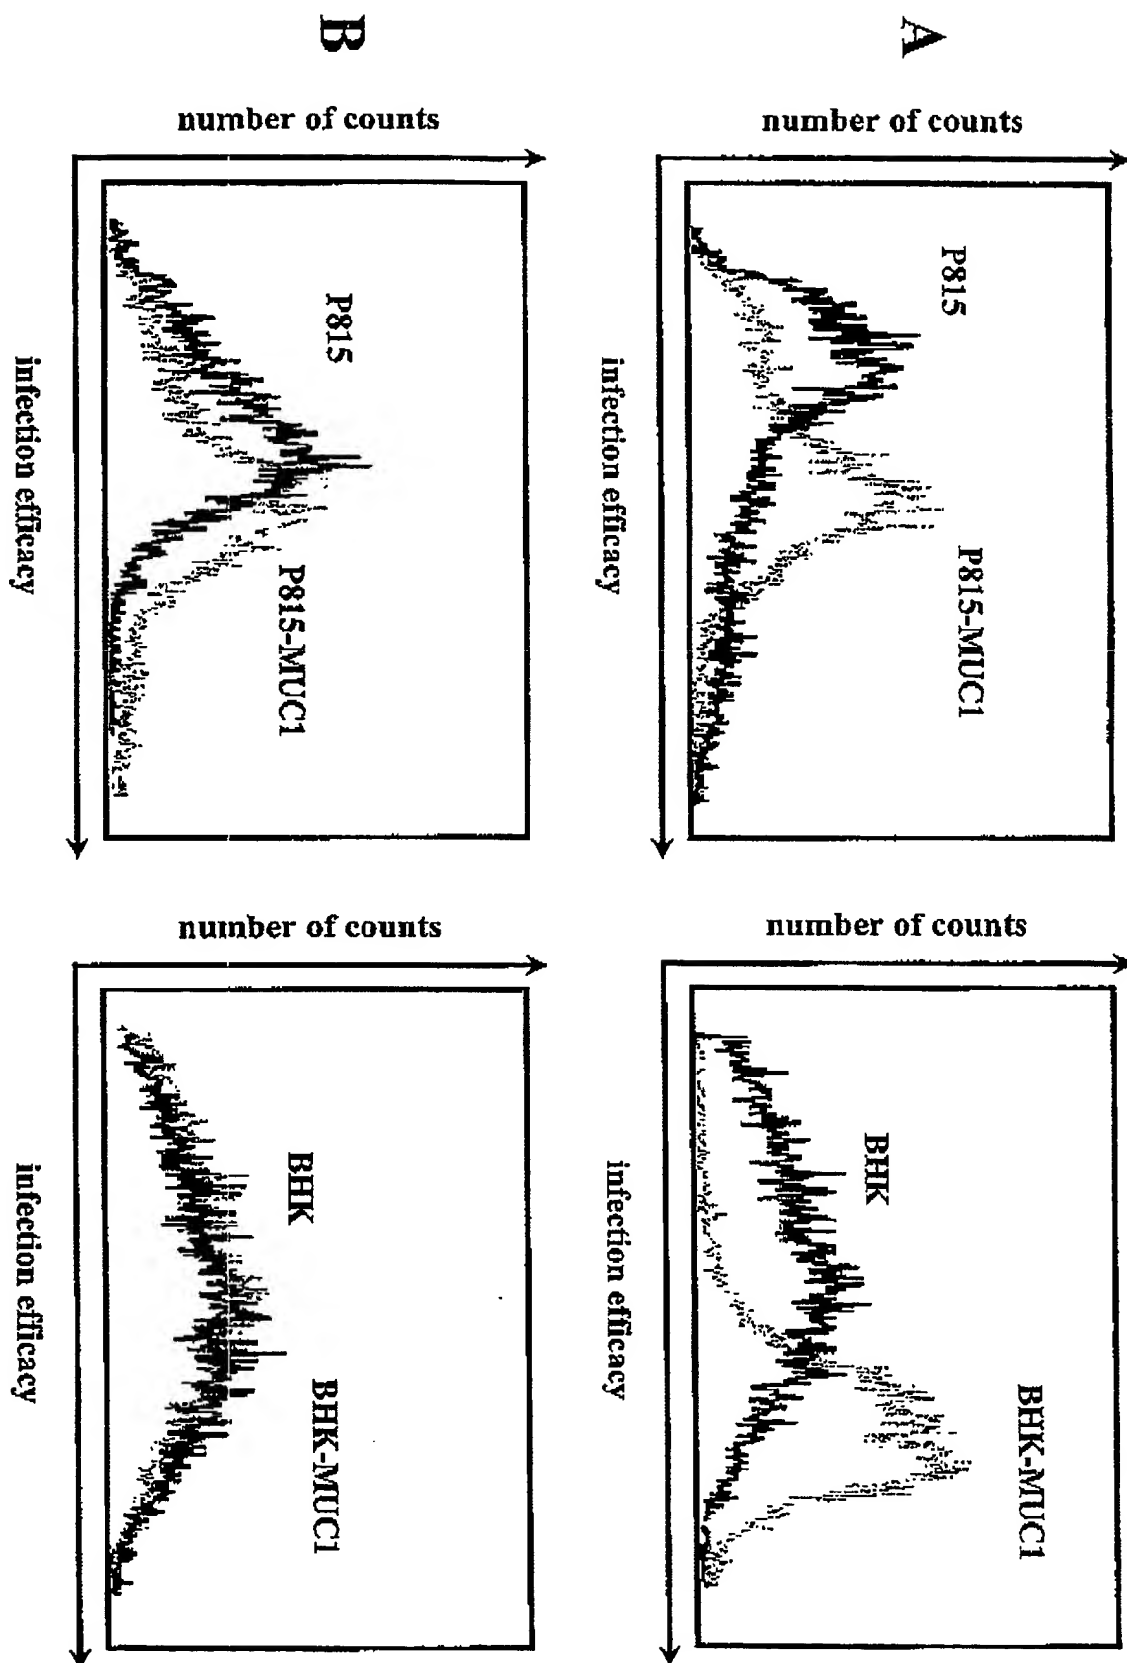 A
number of counts
P815
P815-MUC1
infection efficacy
number of counts
BHK
BHK-MUC1
infection efficacy
B
number of counts
P815
P815-MUC1
infection efficacy
number of counts
BHK
BHK-MUC1
infection efficacy